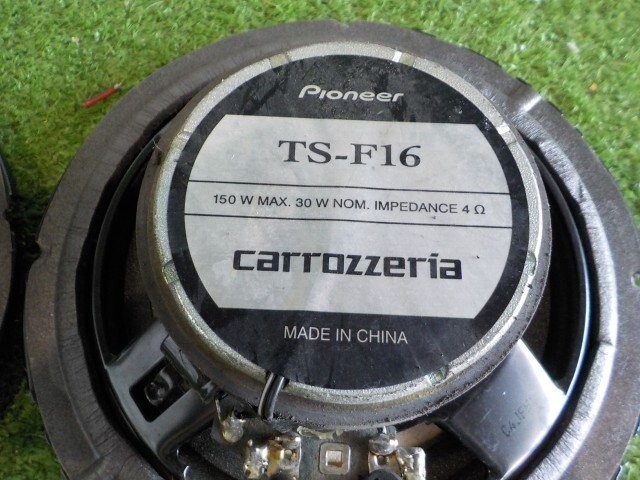 Pioneer
TS-F16
150 W MAX. 30 W NOM. IMPEDANCE 4 Ω
carrozzeria
MADE IN CHINA